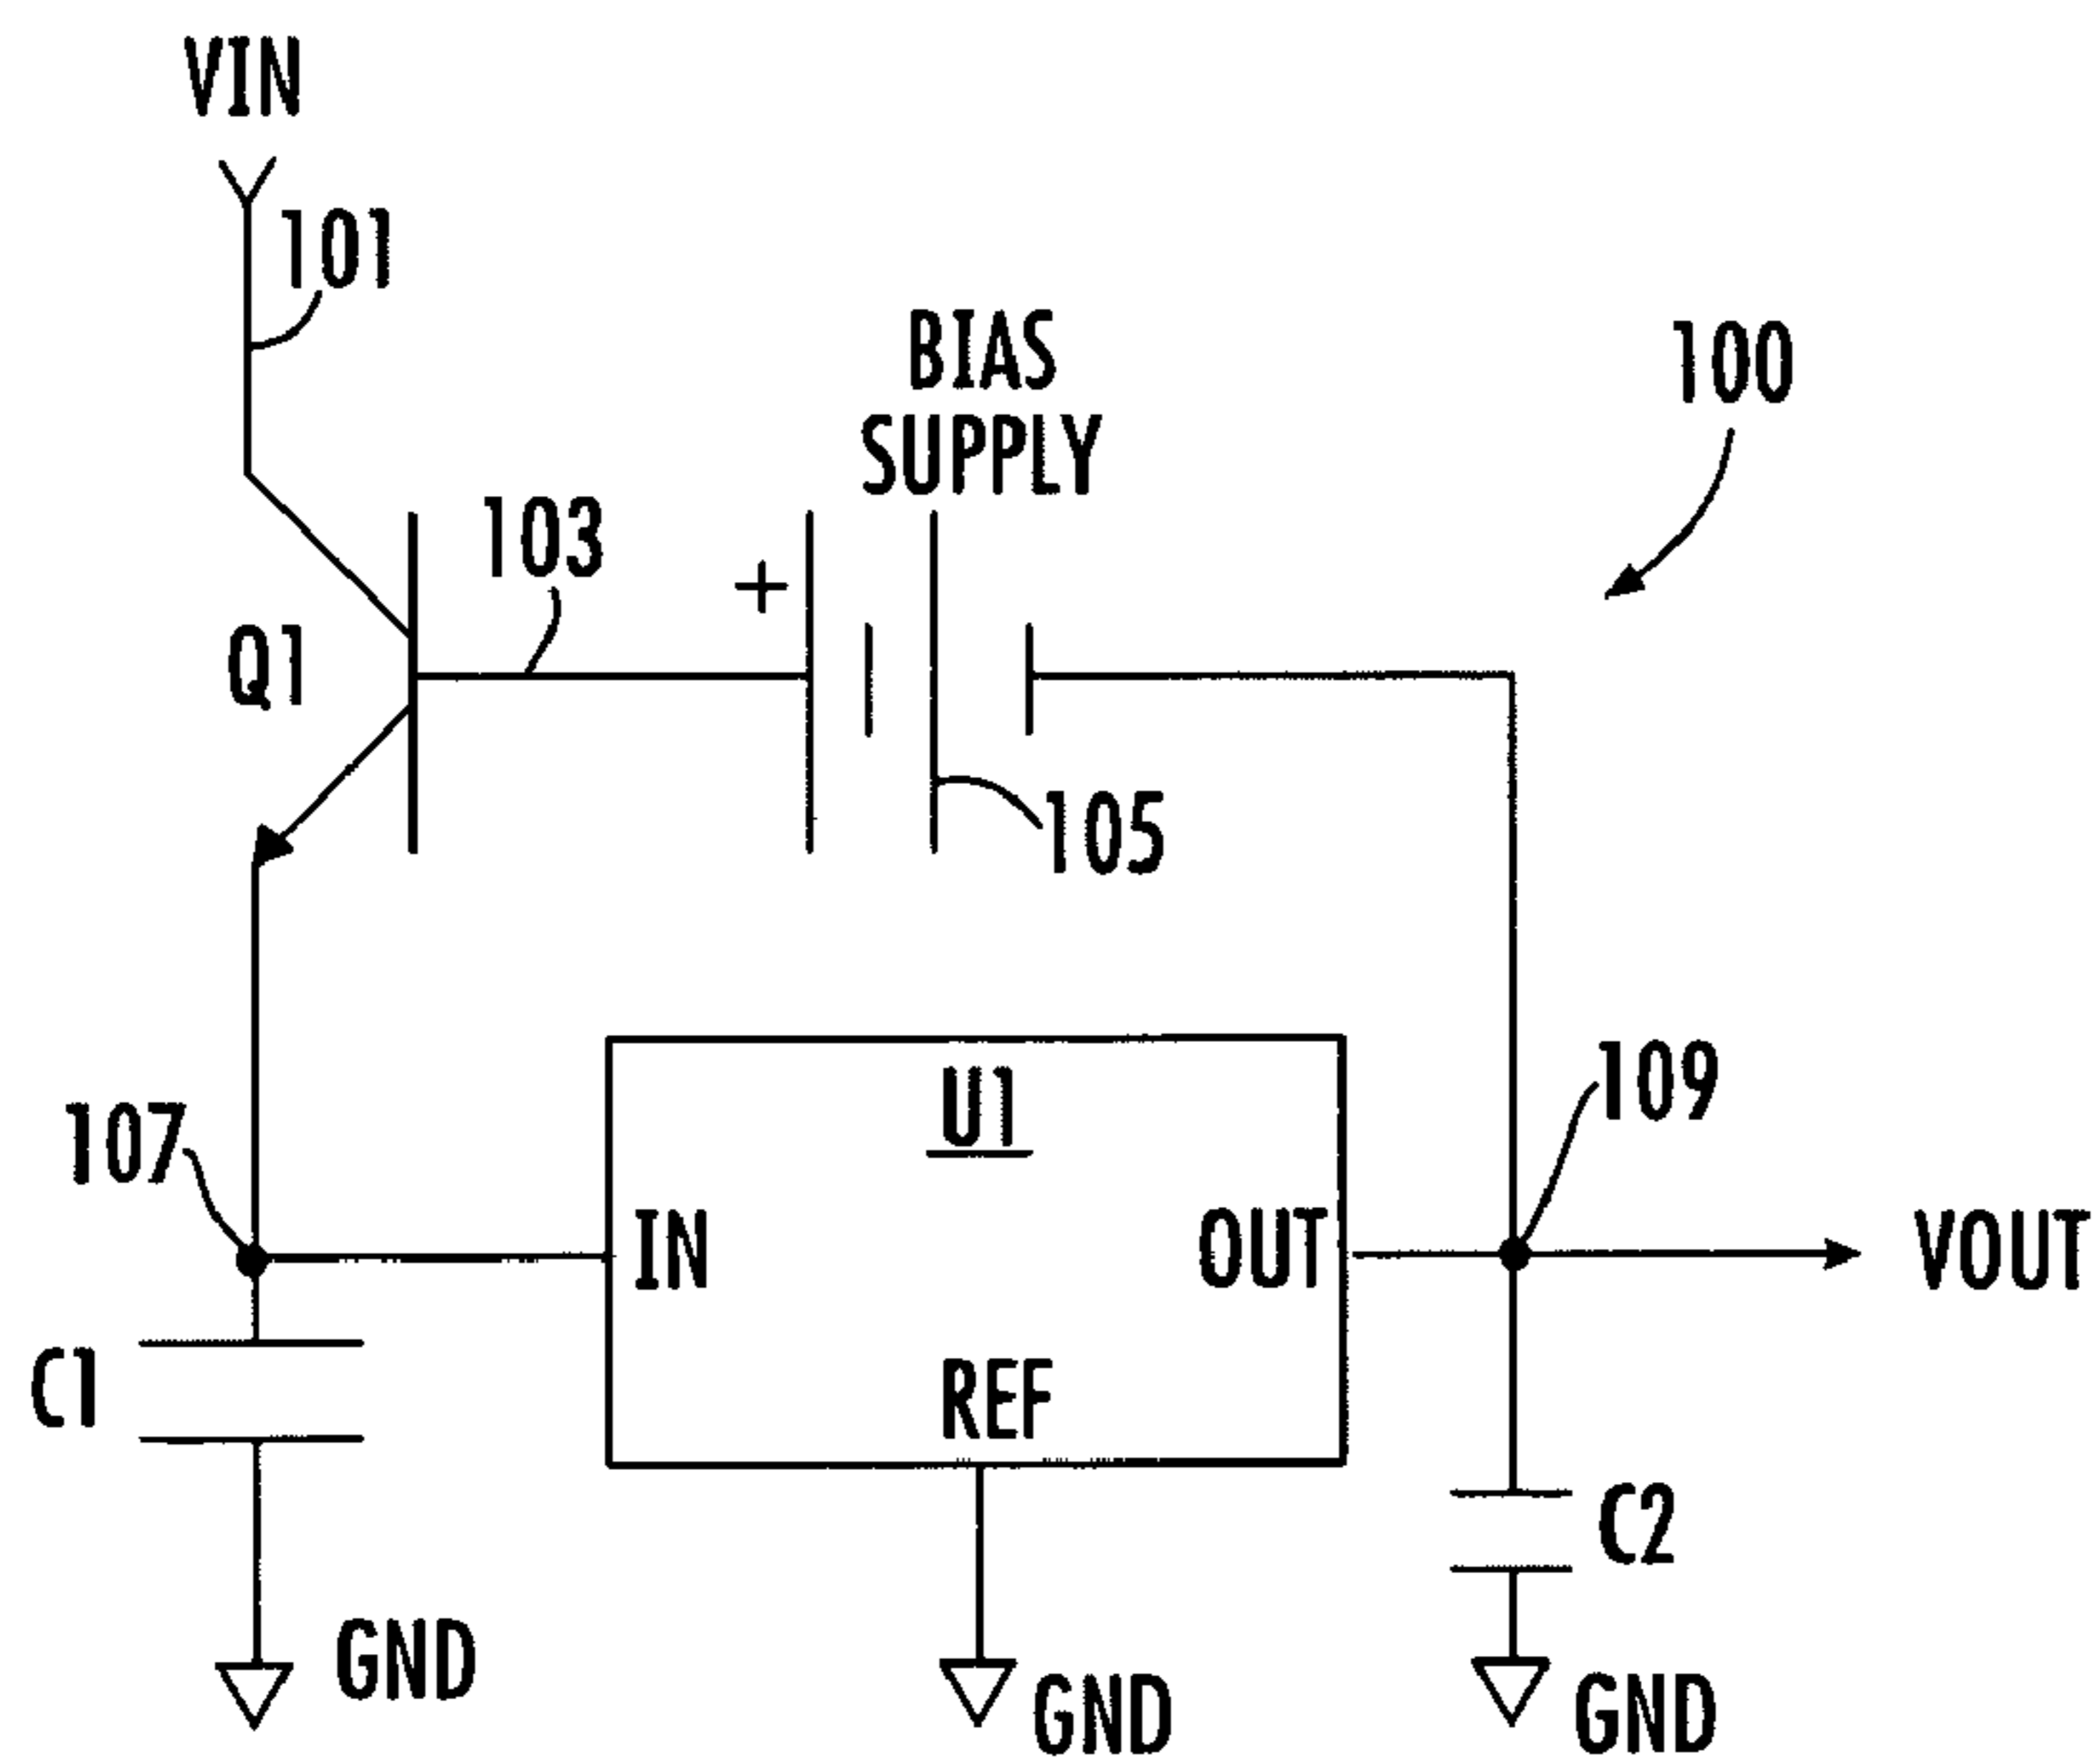 VIN
101
BIAS
SUPPLY
100
103
+
Q1
105
107
U1
109
IN
OUT
VOUT
REF
C1
C2
GND
GND
GND